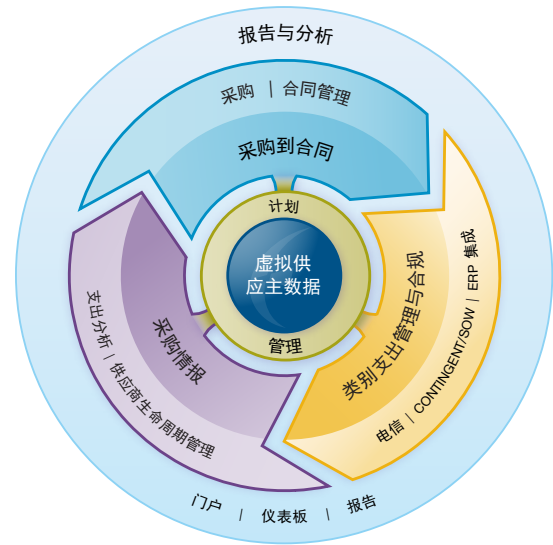 报告与分析
采购 | 合同管理
采购到合同
计划
虚拟供
应主数据
管理
类别支出管理与合规
电信 | CONTINGENT/SOW | ERP 集成
采购情报
支出分析 | 供应商生命周期管理
门户 | 仪表板 | 报告